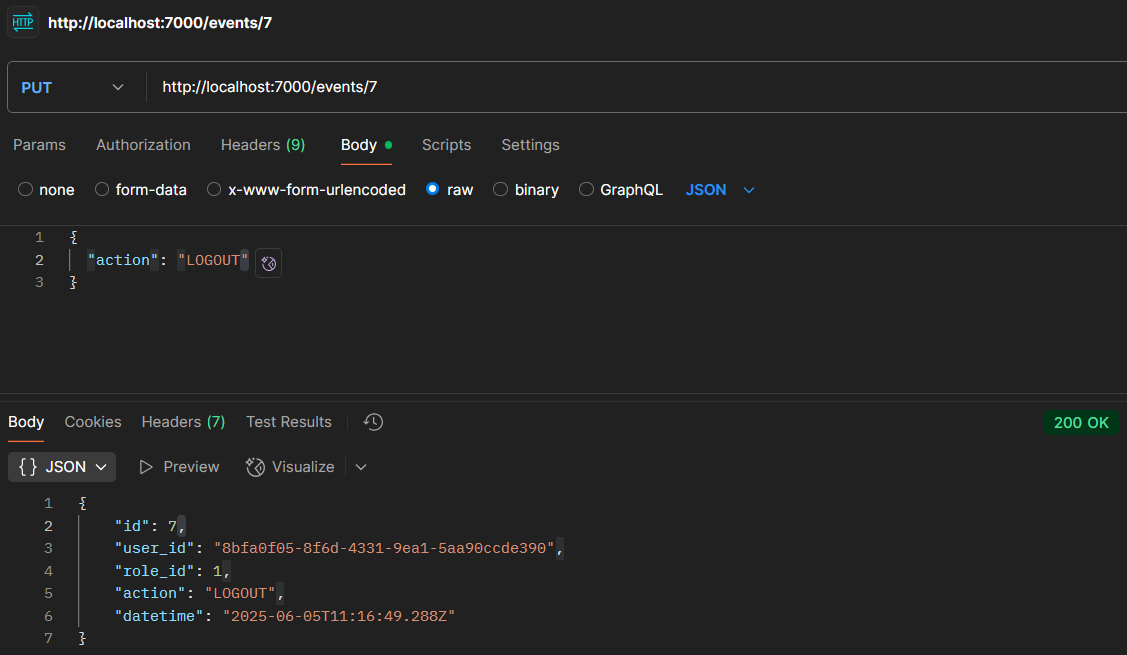 HTTP http://localhost:7000/events/7
PUT http://localhost:7000/events/7
Params Authorization Headers (9) Body Scripts Settings
none form-data x-www-form-urlencoded raw binary GraphQL JSON
1 {
2 "action": "LOGOUT"
3 }
Body Cookies Headers (7) Test Results 200 OK
{} JSON Preview Visualize
1 {
2 "id": 7,
3 "user_id": "8bfa0f05-8f6d-4331-9ea1-5aa90ccde390",
4 "role_id": 1,
5 "action": "LOGOUT",
6 "datetime": "2025-06-05T11:16:49.288Z"
7 }